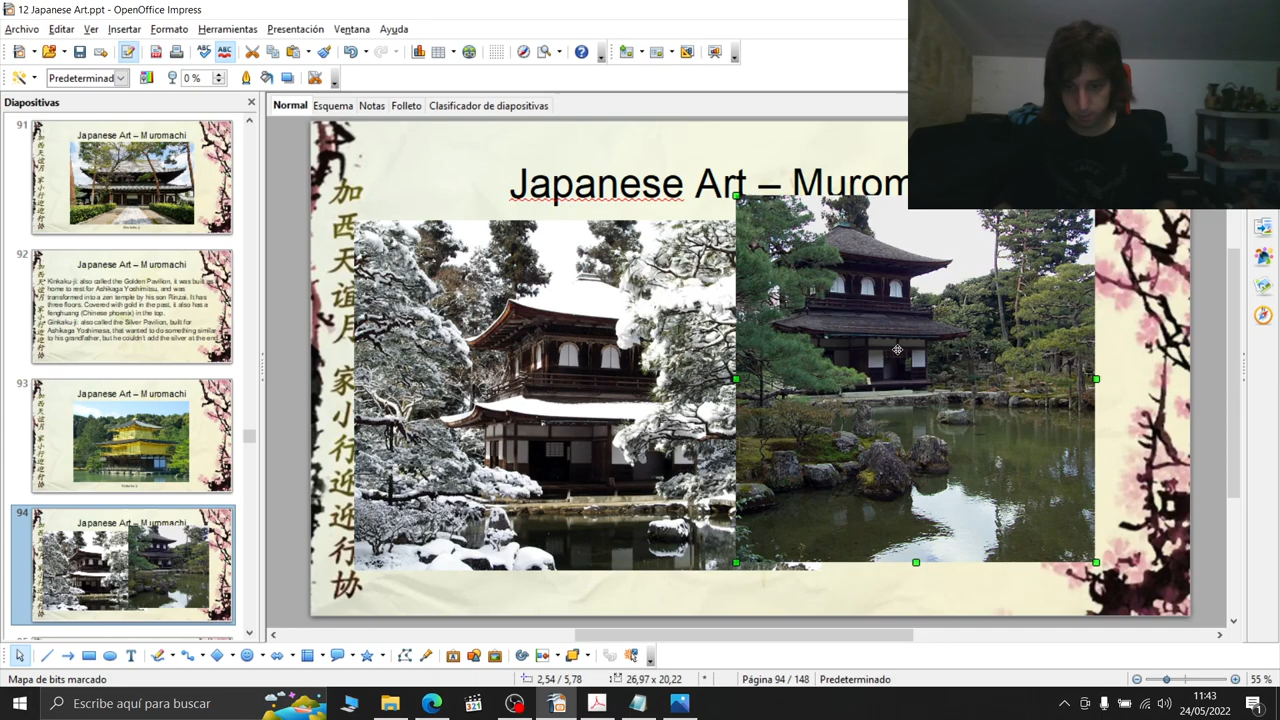 12 Japanese Art.ppt - OpenOffice Impress
Archivo Editar Ver Insertar Formato Herramientas Presentación Ventana Ayuda
Predeterminad
0 %
Diapositivas
Normal Esquema Notas Folleto Clasificador de diapositivas
91
Japanese Art – Muromachi
92
Japanese Art – Muromachi
Kinkaku-ji: also called the Golden Pavilion, it was built as
home to rest for Ashikaga Yoshimitsu, and was
transformed into a zen temple by his son Rinzai. It has
three floors. Covered with gold in the past, it also has a
fenghuang (Chinese phoenix) in the top.
Ginkaku-ji: also called the Silver Pavilion, built for
Ashikaga Yoshimasa, that wanted to do something similar
to his grandfather, but he couldn't add the silver at the end.
93
Japanese Art – Muromachi
94
Japanese Art – Muromachi
Japanese Art – Murom
加
西
天
谊
月
家
小
行
近
近
行
协
Mapa de bits marcado
2,54 / 5,78
26,97 x 20,22
*
Página 94 / 148
Predeterminado
55 %
Escribe aquí para buscar
321
11:43
24/05/2022
1